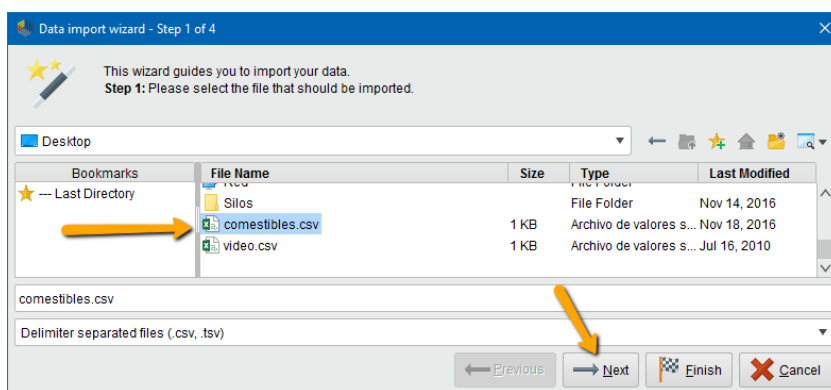 Data import wizard - Step 1 of 4
This wizard guides you to import your data.
Step 1: Please select the file that should be imported.
Desktop
Bookmarks File Name Size Type Last Modified
--- Last Directory
Silos File Folder Nov 14, 2016
comestibles.csv 1 KB Archivo de valores s... Nov 18, 2016
video.csv 1 KB Archivo de valores s... Jul 16, 2010
comestibles.csv
Delimiter separated files (.csv, .tsv)
Previous Next Finish Cancel